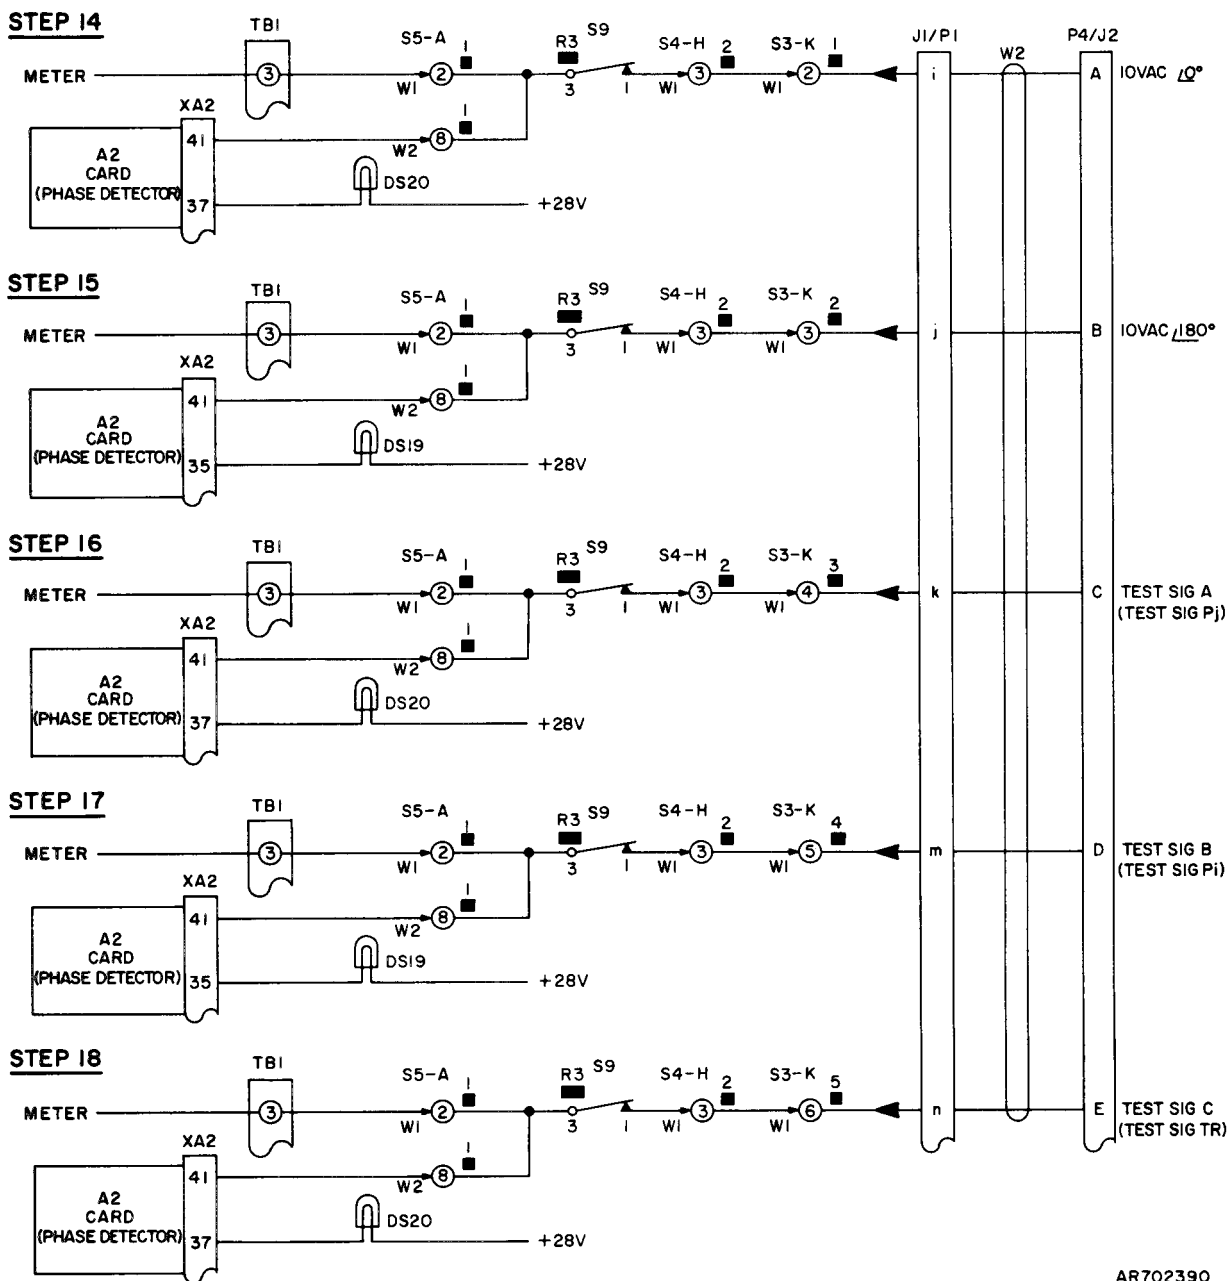 STEP 14
TB1 S5-A 1 R3 S9 S4-H 2 S3-K 1 J1/P1 W2 P4/J2
METER 3 2 W1 3 1 W1 3 W1 2 i A 10VAC /0°
XA2 1
A2 CARD (PHASE DETECTOR) 41 W2 8
37 DS20 +28V
STEP 15
TB1 S5-A 1 R3 S9 S4-H 2 S3-K 2
METER 3 2 W1 3 1 W1 3 W1 3 j B 10VAC /180°
XA2 1
A2 CARD (PHASE DETECTOR) 41 W2 8
35 DS19 +28V
STEP 16
TB1 S5-A 1 R3 S9 S4-H 2 S3-K 3
METER 3 2 W1 3 1 W1 3 W1 4 k C TEST SIG A
(TEST SIG Pj)
XA2 1
A2 CARD (PHASE DETECTOR) 41 W2 8
37 DS20 +28V
STEP 17
TB1 S5-A 1 R3 S9 S4-H 2 S3-K 4
METER 3 2 W1 3 1 W1 3 W1 5 m D TEST SIG B
(TEST SIG Pi)
XA2 1
A2 CARD (PHASE DETECTOR) 41 W2 8
35 DS19 +28V
STEP 18
TB1 S5-A 1 R3 S9 S4-H 2 S3-K 5
METER 3 2 W1 3 1 W1 3 W1 6 n E TEST SIG C
(TEST SIG TR)
XA2 1
A2 CARD (PHASE DETECTOR) 41 W2 8
37 DS20 +28V
AR702390